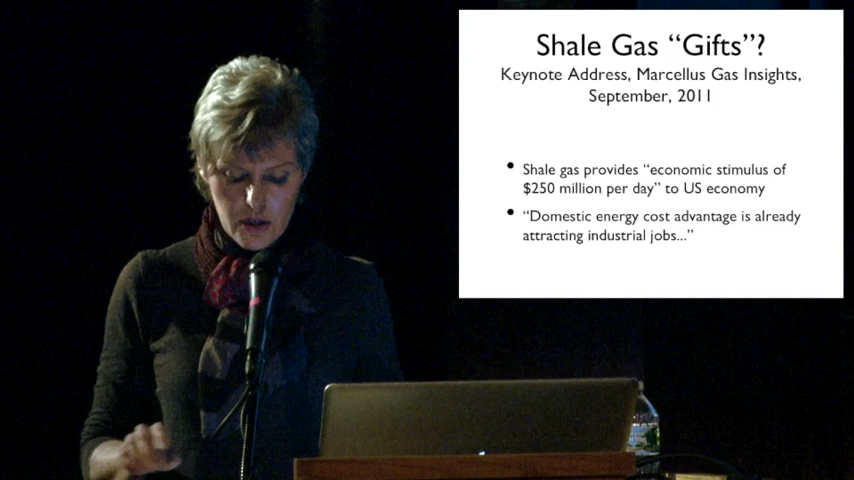 Shale Gas “Gifts”?
Keynote Address, Marcellus Gas Insights,
September, 2011
• Shale gas provides “economic stimulus of
$250 million per day” to US economy
• “Domestic energy cost advantage is already
attracting industrial jobs...”